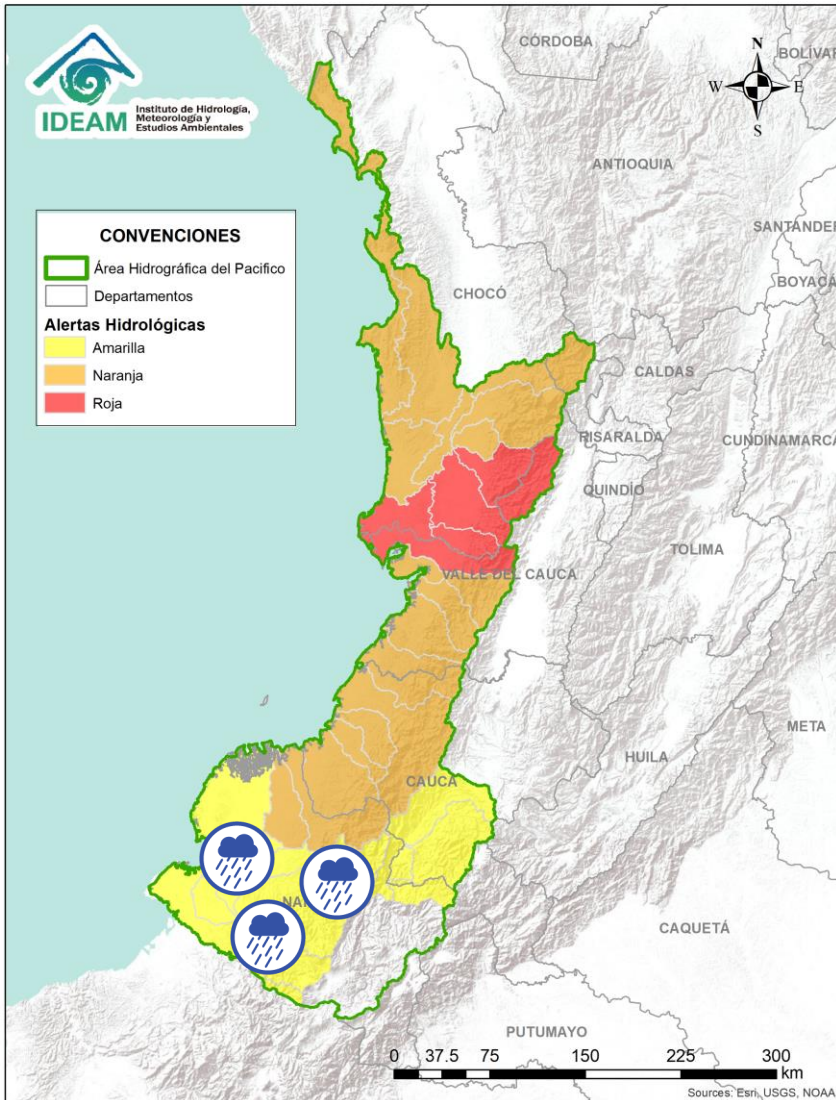 IDEAM
Instituto de Hidrología,
Meteorología y
Estudios Ambientales
N
W
E
S
CONVENCIONES
Área Hidrográfica del Pacifico
Departamentos
Alertas Hidrológicas
Amarilla
Naranja
Roja
CÓRDOBA
BOLÍVAR
ANTIOQUIA
SANTANDER
BOYACÁ
CHOCÓ
CALDAS
RISARALDA
CUNDINAMARCA
QUINDÍO
TOLIMA
VALLE DEL CAUCA
META
HUILA
CAUCA
CAQUETÁ
PUTUMAYO
0 37.5 75 150 225 300
km
Sources: Esri, USGS, NOAA